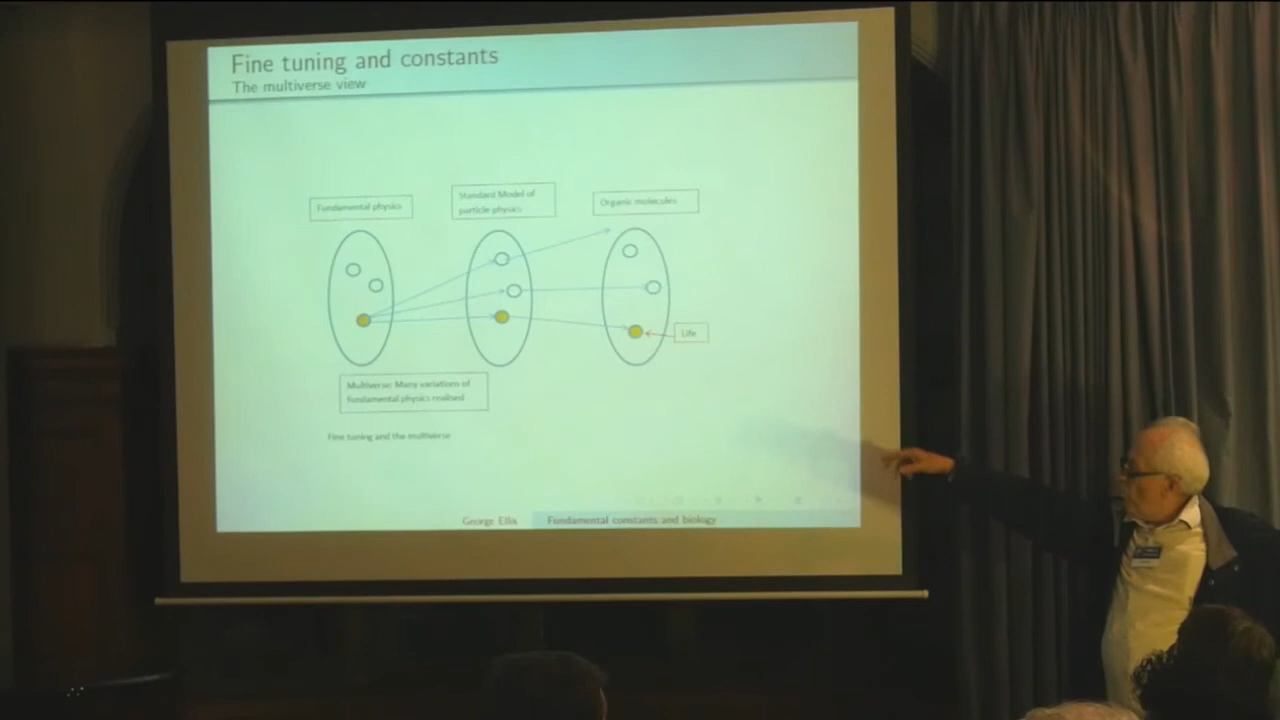 Fine tuning and constants
The multiverse view
Fundamental physics
Standard Model of
particle physics
Organic molecules
Life
Multiverse: Many variations of
fundamental physics realised
Fine tuning and the multiverse
George Ellis
Fundamental constants and biology